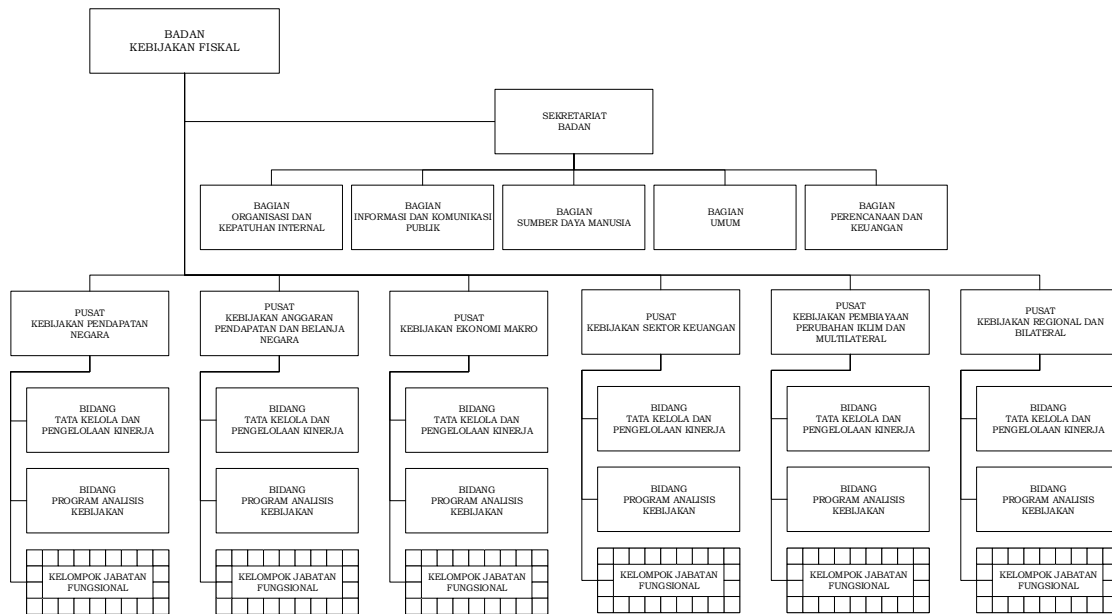 BADAN
KEBIJAKAN FISKAL
SEKRETARIAT
BADAN
BAGIAN
ORGANISASI DAN
KEPATUHAN INTERNAL
BAGIAN
INFORMASI DAN KOMUNIKASI
PUBLIK
BAGIAN
SUMBER DAYA MANUSIA
BAGIAN
UMUM
BAGIAN
PERENCANAAN DAN
KEUANGAN
PUSAT
KEBIJAKAN PENDAPATAN
NEGARA
PUSAT
KEBIJAKAN ANGGARAN
PENDAPATAN DAN BELANJA
NEGARA
PUSAT
KEBIJAKAN EKONOMI MAKRO
PUSAT
KEBIJAKAN SEKTOR KEUANGAN
PUSAT
KEBIJAKAN PEMBIAYAAN
PERUBAHAN IKLIM DAN
MULTILATERAL
PUSAT
KEBIJAKAN REGIONAL DAN
BILATERAL
BIDANG
TATA KELOLA DAN
PENGELOLAAN KINERJA
BIDANG
TATA KELOLA DAN
PENGELOLAAN KINERJA
BIDANG
TATA KELOLA DAN
PENGELOLAAN KINERJA
BIDANG
TATA KELOLA DAN
PENGELOLAAN KINERJA
BIDANG
TATA KELOLA DAN
PENGELOLAAN KINERJA
BIDANG
TATA KELOLA DAN
PENGELOLAAN KINERJA
BIDANG
PROGRAM ANALISIS
KEBIJAKAN
BIDANG
PROGRAM ANALISIS
KEBIJAKAN
BIDANG
PROGRAM ANALISIS
KEBIJAKAN
BIDANG
PROGRAM ANALISIS
KEBIJAKAN
BIDANG
PROGRAM ANALISIS
KEBIJAKAN
BIDANG
PROGRAM ANALISIS
KEBIJAKAN
KELOMPOK JABATAN
FUNGSIONAL
KELOMPOK JABATAN
FUNGSIONAL
KELOMPOK JABATAN
FUNGSIONAL
KELOMPOK JABATAN
FUNGSIONAL
KELOMPOK JABATAN
FUNGSIONAL
KELOMPOK JABATAN
FUNGSIONAL